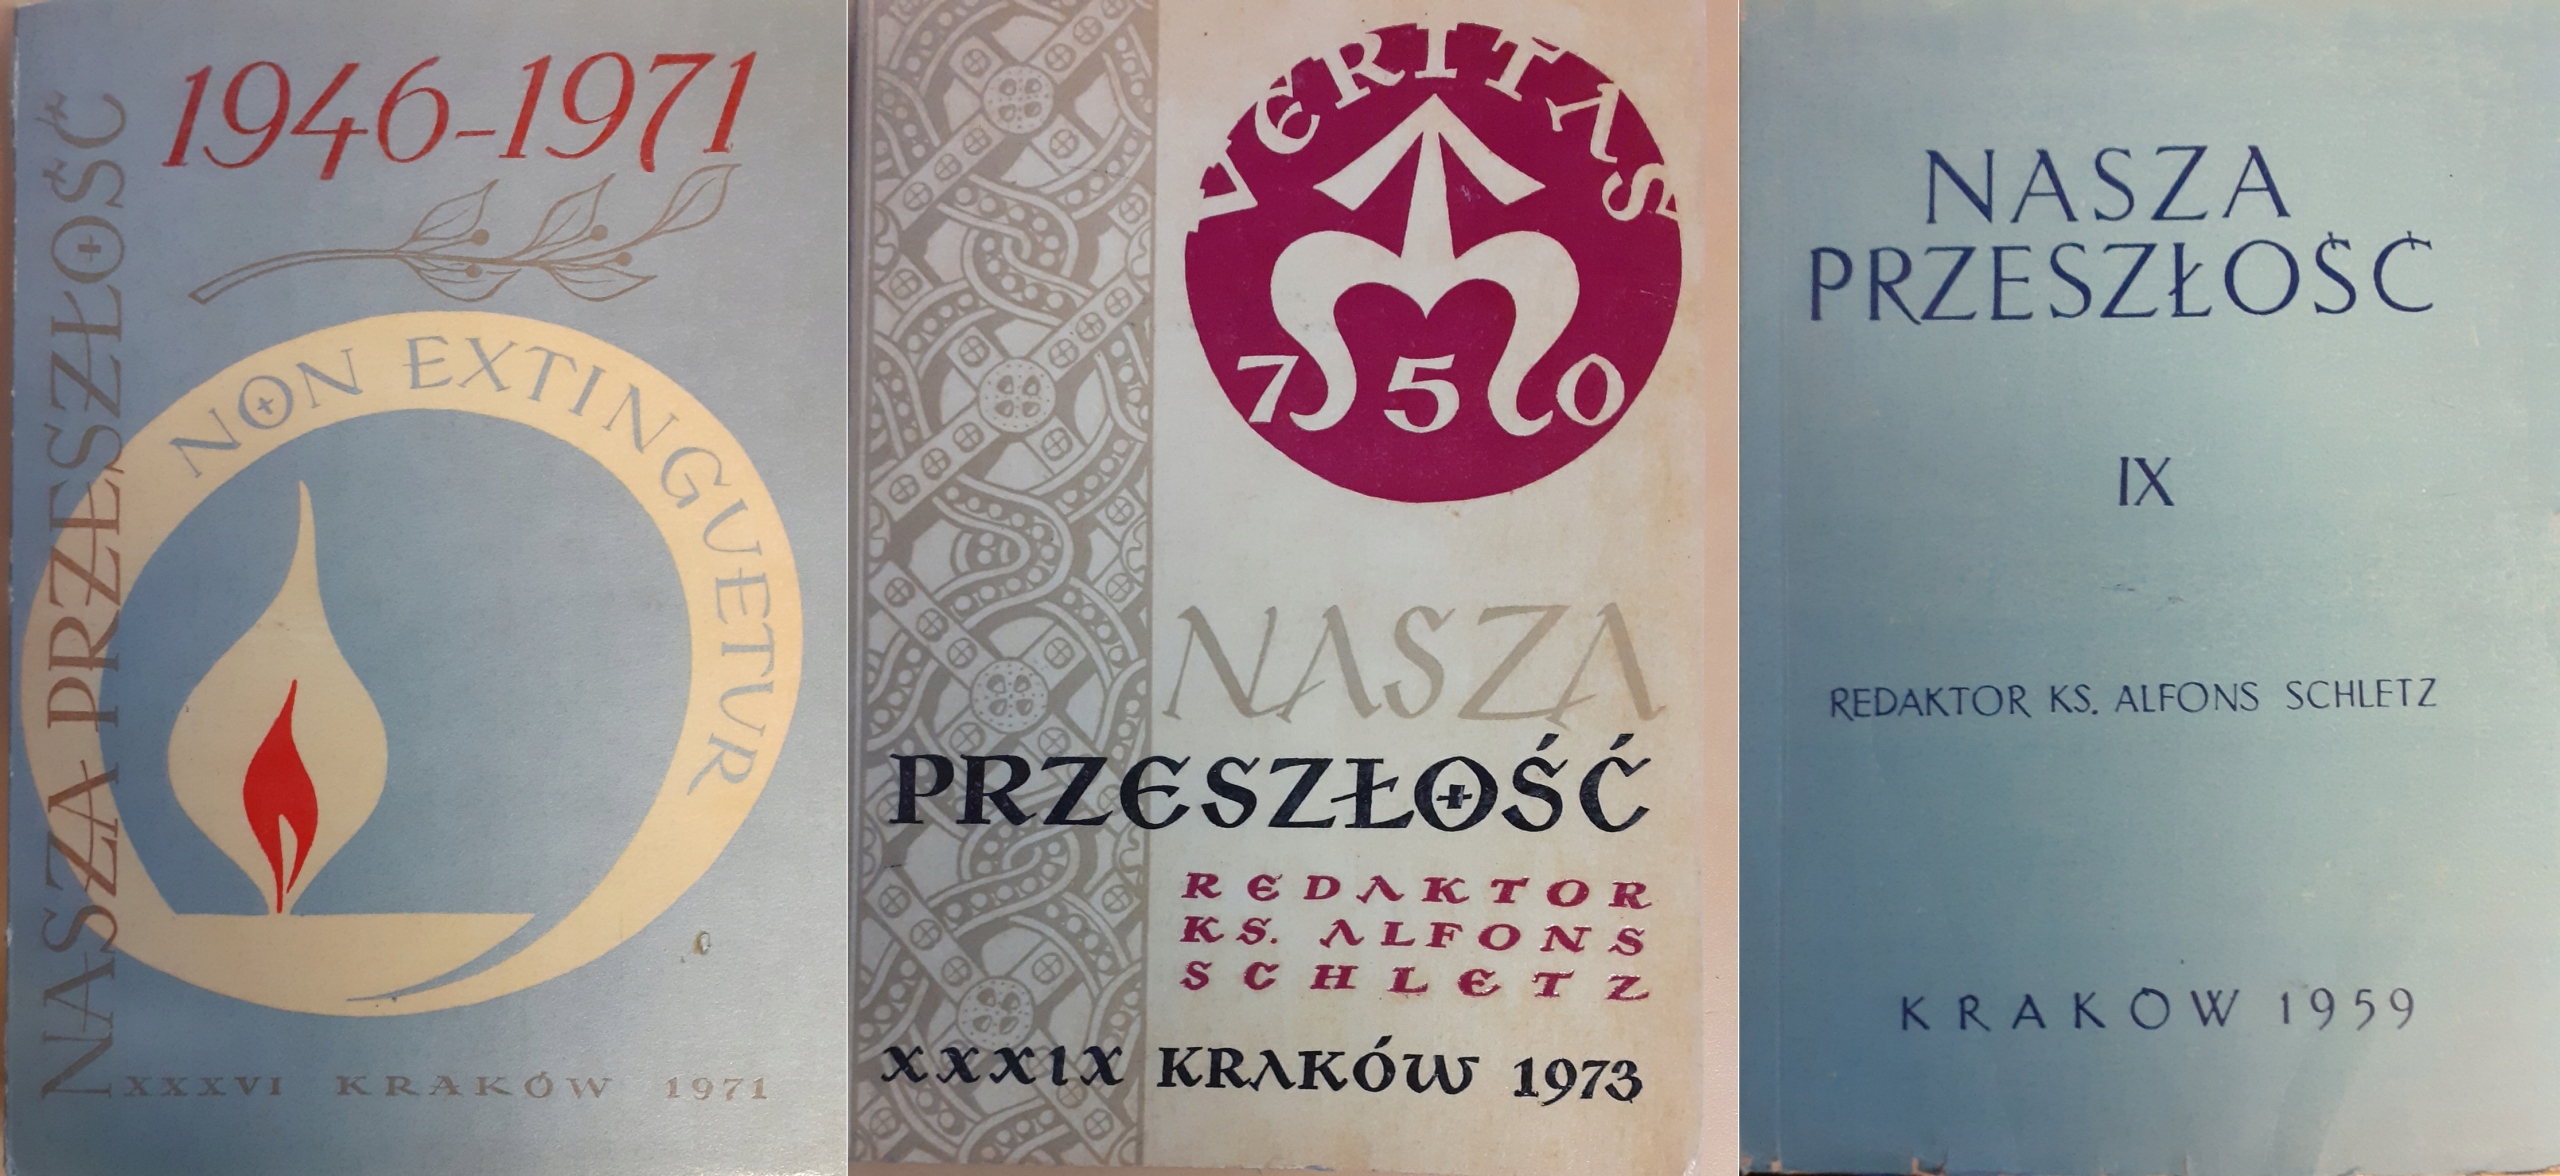 1946-1971
NASZA PRZESZŁOŚĆ
NON EXTINGUETUR
XXXVI KRAKÓW 1971
VERITAS
750
NASZA
PRZESZŁOŚĆ
REDAKTOR
KS. ALFONS
SCHLETZ
XXXIX KRAKÓW 1973
NASZA
PRZESZŁOŚĆ
IX
REDAKTOR KS. ALFONS SCHLETZ
KRAKÓW 1959